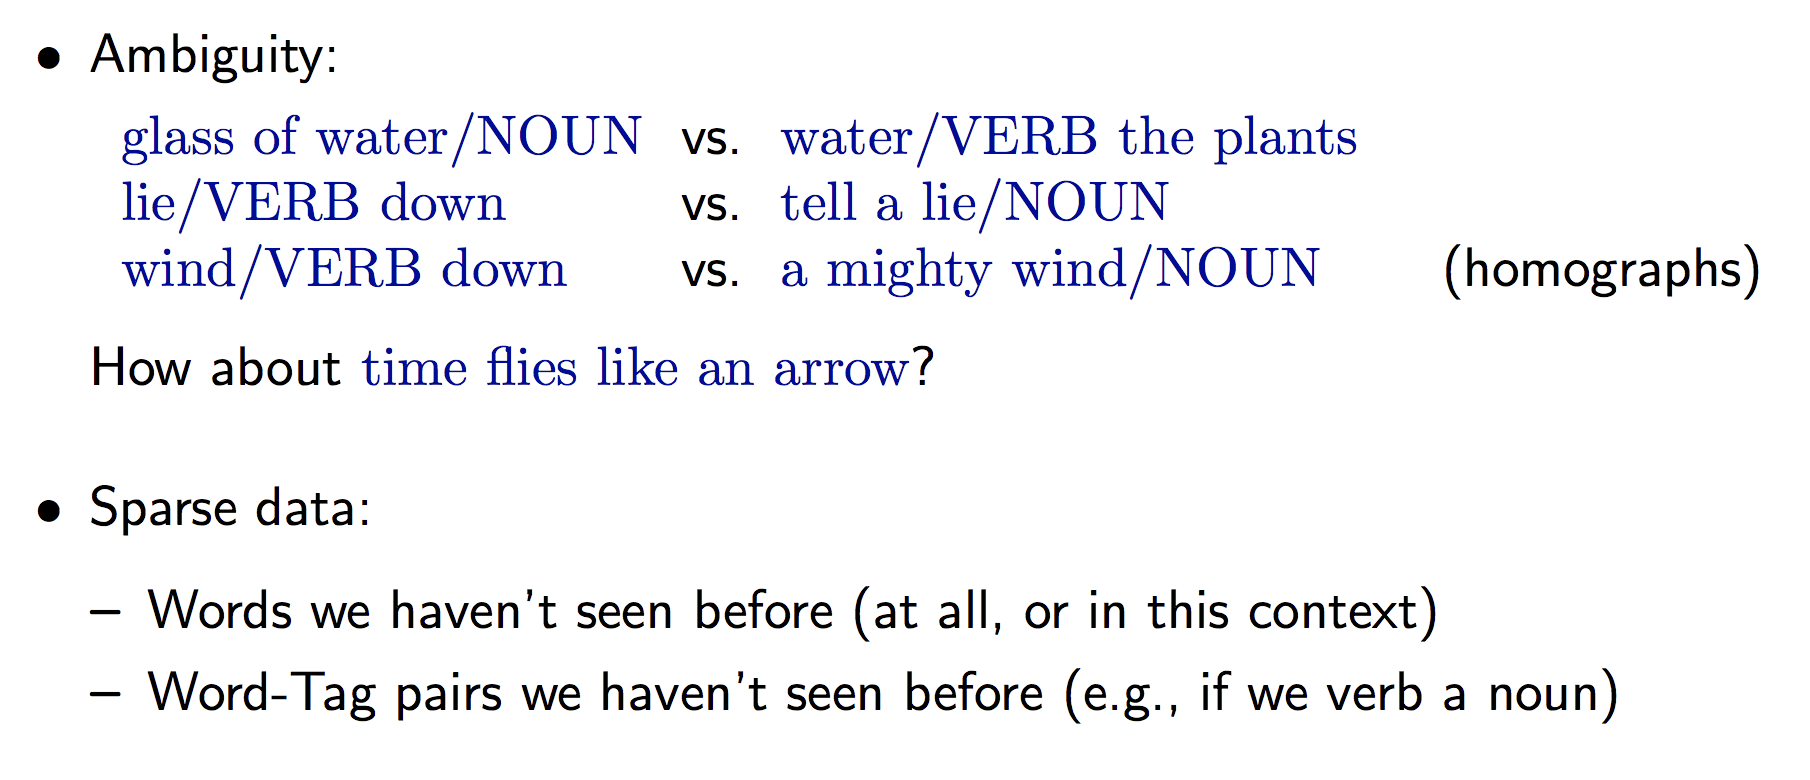 • Ambiguity:
glass of water/NOUN vs. water/VERB the plants
lie/VERB down vs. tell a lie/NOUN
wind/VERB down vs. a mighty wind/NOUN (homographs)
How about time flies like an arrow?
• Sparse data:
– Words we haven't seen before (at all, or in this context)
– Word-Tag pairs we haven't seen before (e.g., if we verb a noun)